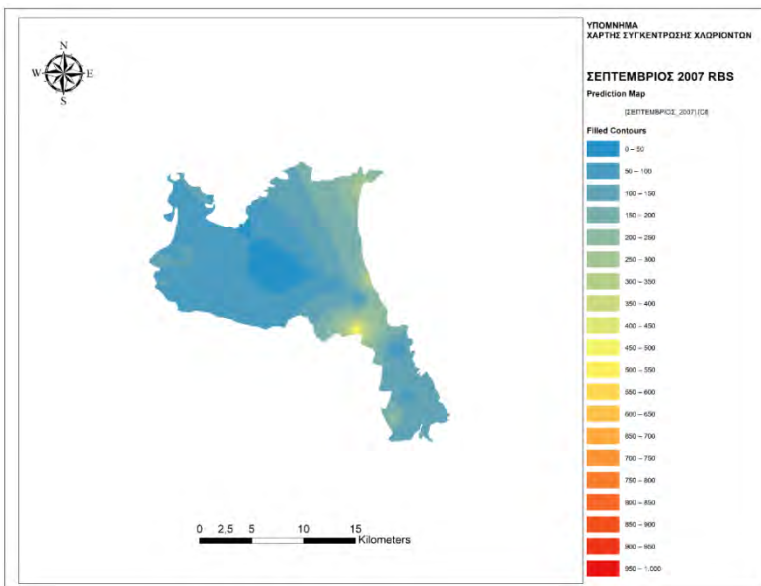 ΥΠΟΜΝΗΜΑ
ΧΑΡΤΗΣ ΣΥΓΚΕΝΤΡΩΣΗΣ ΧΛΩΡΙΟΝΤΩΝ
ΣΕΠΤΕΜΒΡΙΟΣ 2007 RBS
Prediction Map
[ΣΕΠΤΕΜΒΡΙΟΣ_2007].[Cl]
Filled Contours
0 – 50
50 – 100
100 – 150
150 – 200
200 – 250
250 – 300
300 – 350
350 – 400
400 – 450
450 – 500
500 – 550
550 – 600
600 – 650
650 – 700
700 – 750
750 – 800
800 – 850
850 – 900
900 – 950
950 – 1.000
N
W E
S
0 2,5 5 10 15
Kilometers